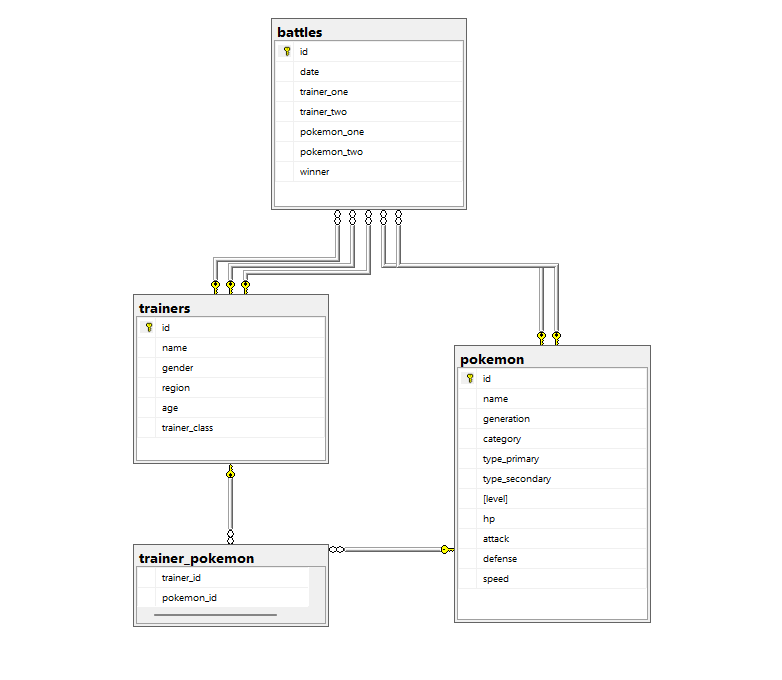 battles
id
date
trainer_one
trainer_two
pokemon_one
pokemon_two
winner
trainers
id
name
gender
region
age
trainer_class
pokemon
id
name
generation
category
type_primary
type_secondary
[level]
hp
attack
defense
speed
trainer_pokemon
trainer_id
pokemon_id